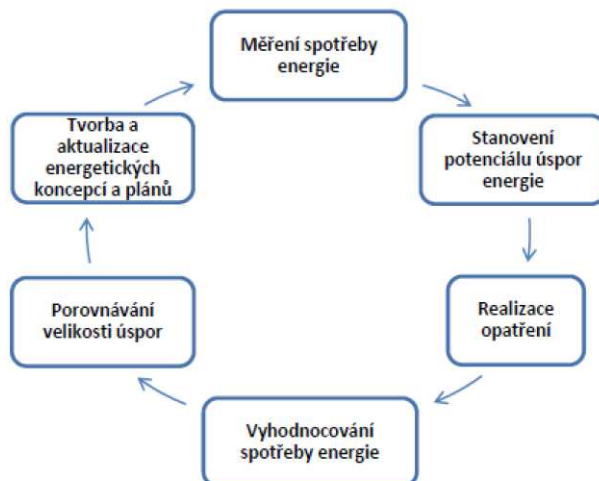 Měření spotřeby
energie
Stanovení
potenciálu úspor
energie
Realizace
opatření
Vyhodnocování
spotřeby energie
Porovnávání
velikosti úspor
Tvorba a
aktualizace
energetických
koncepcí a plánů